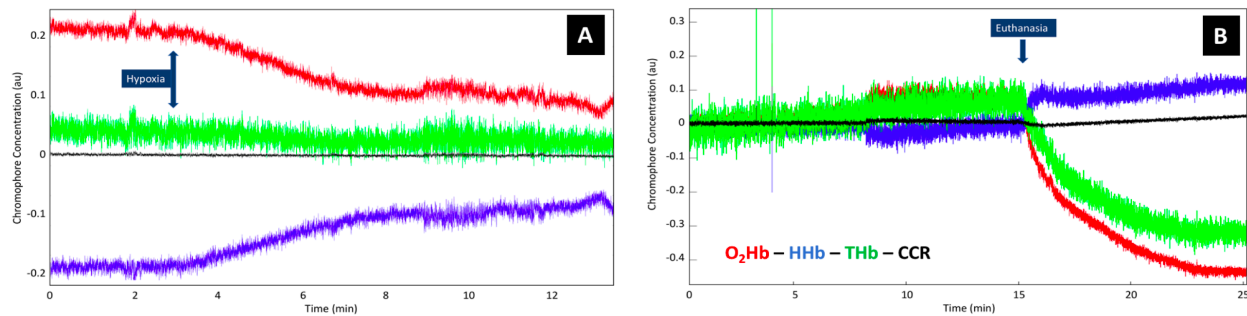 A
0.2
0.1
0
-0.1
-0.2
Chromophore Concentration (au)
Hypoxia
0 2 4 6 8 10 12
Time (min)
B
0.3
0.2
0.1
0
-0.1
-0.2
-0.3
-0.4
Chromophore Concentration (au)
Euthanasia
O₂Hb – HHb – THb – CCR
0 5 10 15 20 25
Time (min)